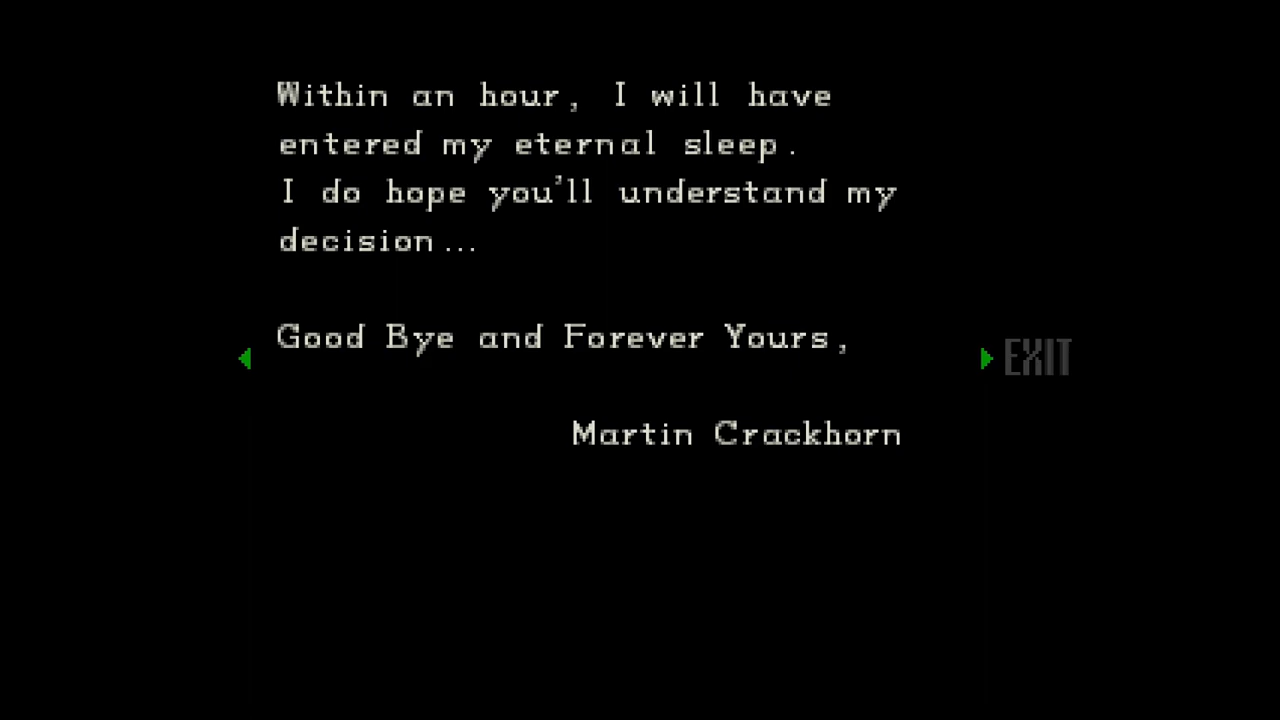 Within an hour, I will have
entered my eternal sleep.
I do hope you'll understand my
decision...
Good Bye and Forever Yours,
EXIT
Martin Crackhorn